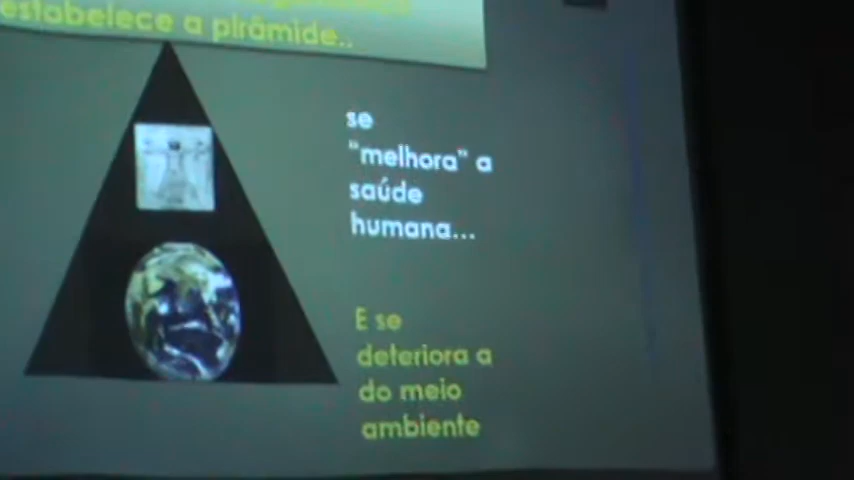 estabelece a pirâmide..
se
"melhora" a
saúde
humana...
E se
deteriora a
do meio
ambiente